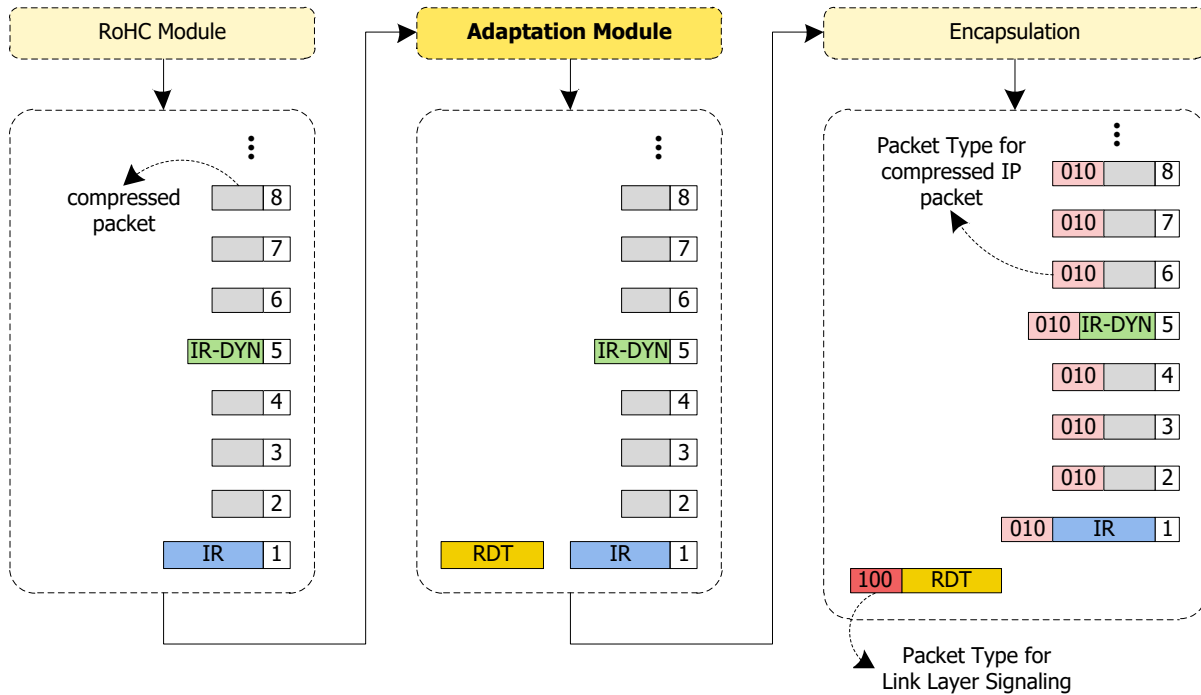 RoHC Module
Adaptation Module
Encapsulation
compressed
packet
8
7
6
IR-DYN 5
4
3
2
IR 1
8
7
6
IR-DYN 5
4
3
2
RDT IR 1
Packet Type for
compressed IP
packet
010 8
010 7
010 6
010 IR-DYN 5
010 4
010 3
010 2
010 IR 1
100 RDT
Packet Type for
Link Layer Signaling